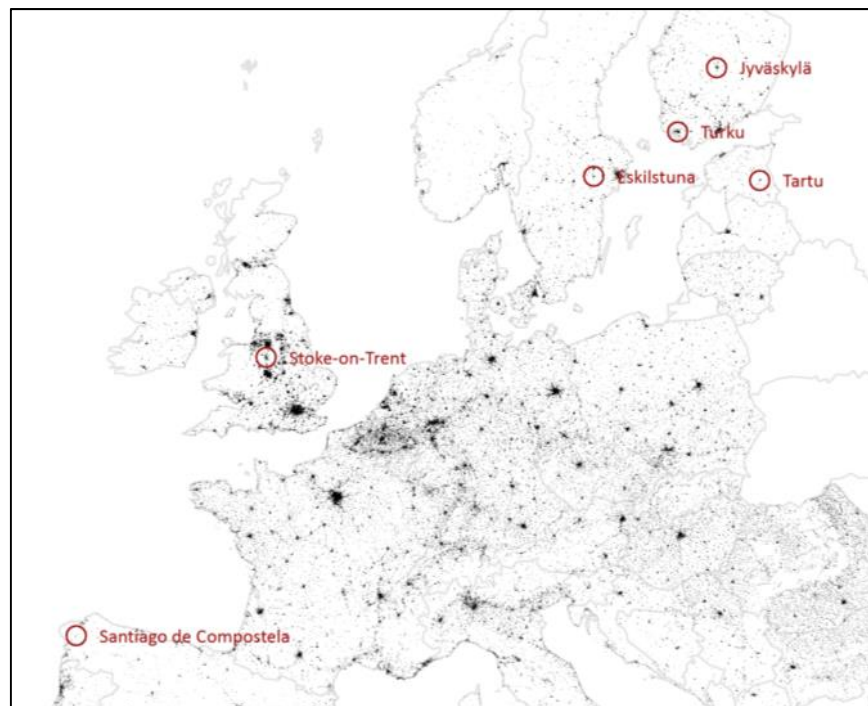 Jyväskylä
Turku
Eskilstuna
Tartu
Stoke-on-Trent
Santiago de Compostela